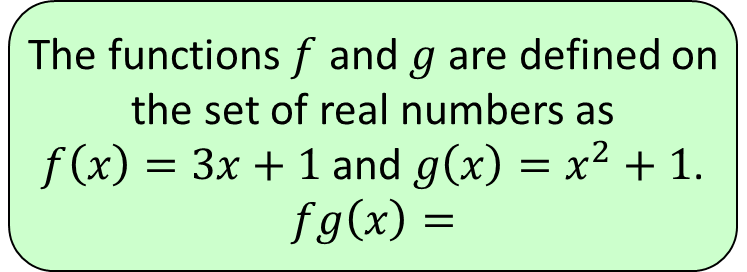 The functions 𝑓 and 𝑔 are defined on
the set of real numbers as
𝑓(𝑥) = 3𝑥 + 1 and 𝑔(𝑥) = 𝑥² + 1.
𝑓𝑔(𝑥) =